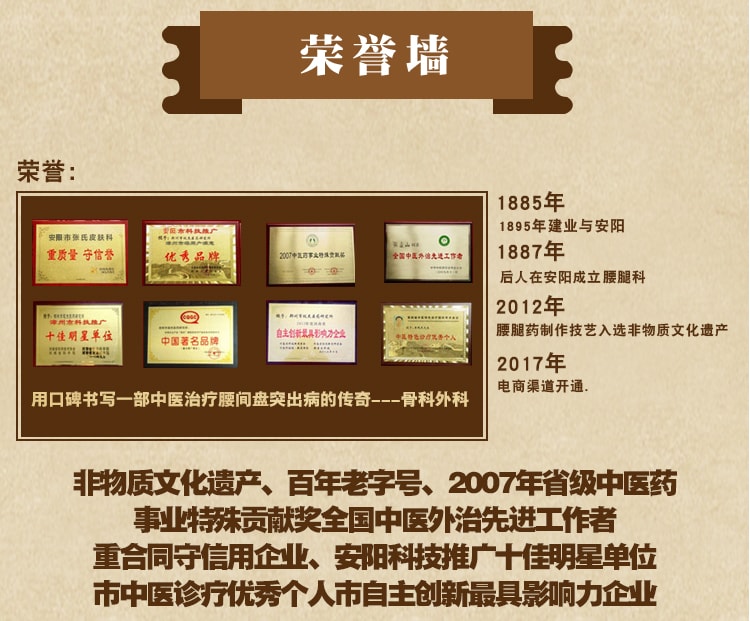 荣誉墙
荣誉:
安阳市张氏皮肤科
重质量 守信誉
安阳市科技推广
优秀品牌
2007中医药事业特殊贡献奖
全国中医外治先进工作者
漳州市科技推广
十佳明星单位
中国著名品牌
自主创新最具影响力企业
中医特色诊疗优秀个人
用口碑书写一部中医治疗腰间盘突出病的传奇---骨科外科
1885年
1895年建业与安阳
1887年
后人在安阳成立腰腿科
2012年
腰腿药制作技艺入选非物质文化遗产
2017年
电商渠道开通.
非物质文化遗产、百年老字号、2007年省级中医药
事业特殊贡献奖全国中医外治先进工作者
重合同守信用企业、安阳科技推广十佳明星单位
市中医诊疗优秀个人市自主创新最具影响力企业